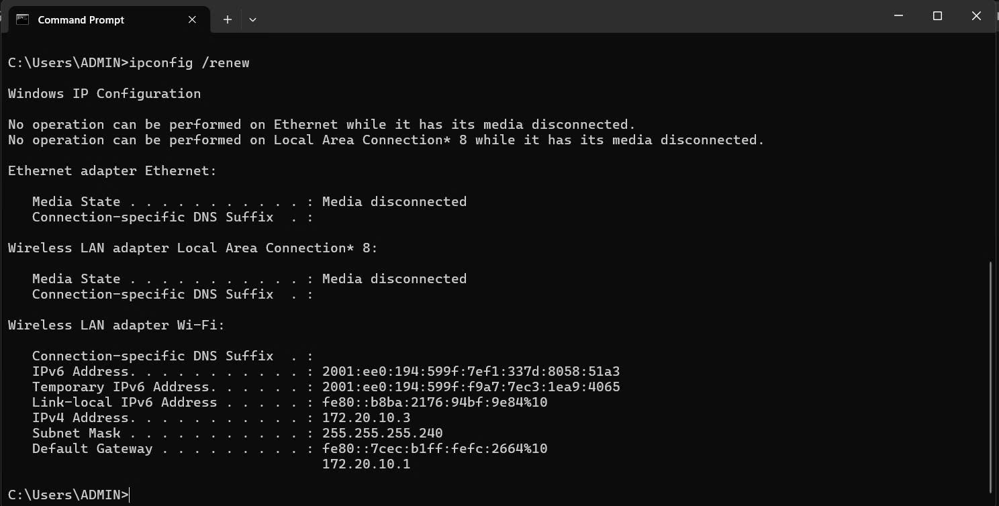 Command Prompt
C:\Users\ADMIN>ipconfig /renew
Windows IP Configuration
No operation can be performed on Ethernet while it has its media disconnected.
No operation can be performed on Local Area Connection* 8 while it has its media disconnected.
Ethernet adapter Ethernet:
   Media State . . . . . . . . . . . : Media disconnected
   Connection-specific DNS Suffix  . :
Wireless LAN adapter Local Area Connection* 8:
   Media State . . . . . . . . . . . : Media disconnected
   Connection-specific DNS Suffix  . :
Wireless LAN adapter Wi-Fi:
   Connection-specific DNS Suffix  . :
   IPv6 Address. . . . . . . . . . . : 2001:ee0:194:599f:7ef1:337d:8058:51a3
   Temporary IPv6 Address. . . . . . : 2001:ee0:194:599f:f9a7:7ec3:1ea9:4065
   Link-local IPv6 Address . . . . . : fe80::b8ba:2176:94bf:9e84%10
   IPv4 Address. . . . . . . . . . . : 172.20.10.3
   Subnet Mask . . . . . . . . . . . : 255.255.255.240
   Default Gateway . . . . . . . . . : fe80::7cec:b1ff:fefc:2664%10
                                       172.20.10.1
C:\Users\ADMIN>